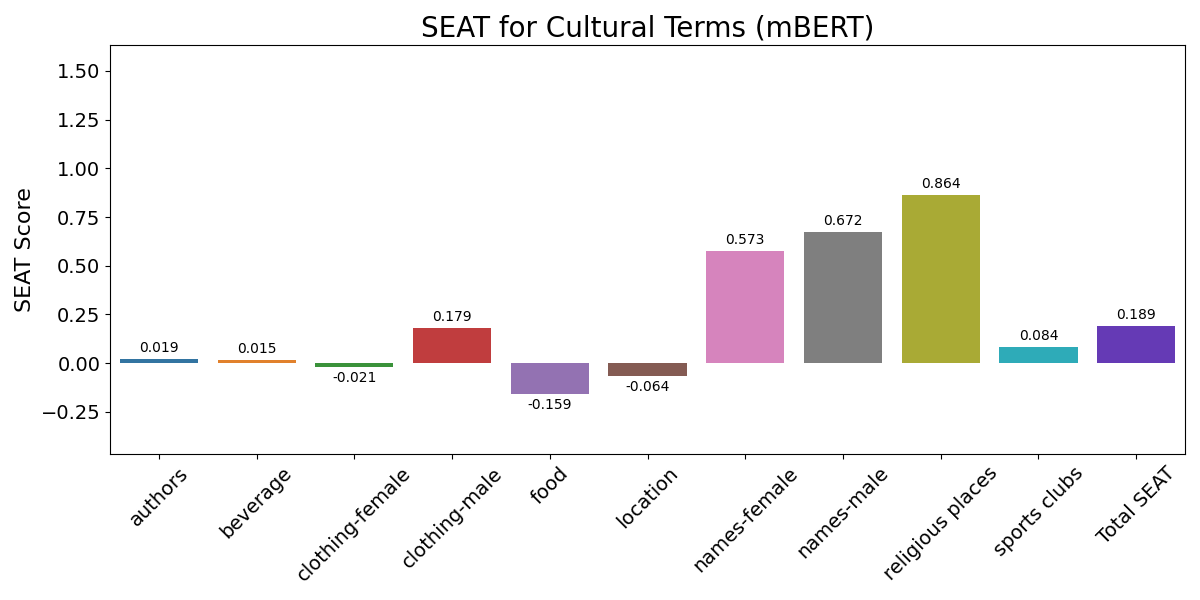 SEAT for Cultural Terms (mBERT)
SEAT Score
1.50
1.25
1.00
0.75
0.50
0.25
0.00
−0.25
0.019
0.015
-0.021
0.179
-0.159
-0.064
0.573
0.672
0.864
0.084
0.189
authors
beverage
clothing-female
clothing-male
food
location
names-female
names-male
religious places
sports clubs
Total SEAT